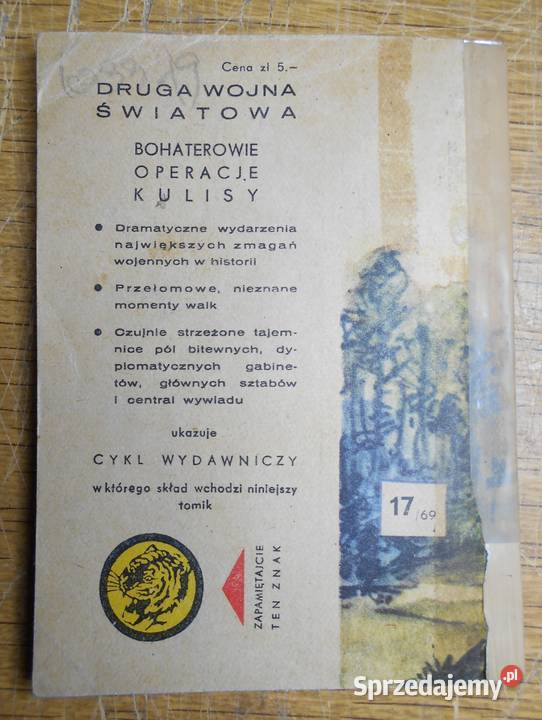 Cena zł 5.—
DRUGA WOJNA
ŚWIATOWA
BOHATEROWIE
OPERACJE
KULISY
● Dramatyczne wydarzenia
największych zmagań
wojennych w historii
● Przełomowe, nieznane
momenty walk
● Czujnie strzeżone tajem-
nice pól bitewnych, dy-
plomatycznych gabine-
tów, głównych sztabów
i central wywiadu
ukazuje
CYKL WYDAWNICZY
w którego skład wchodzi niniejszy
tomik
ZAPAMIĘTAJCIE
TEN ZNAK
17/69
Sprzedajemy.pl